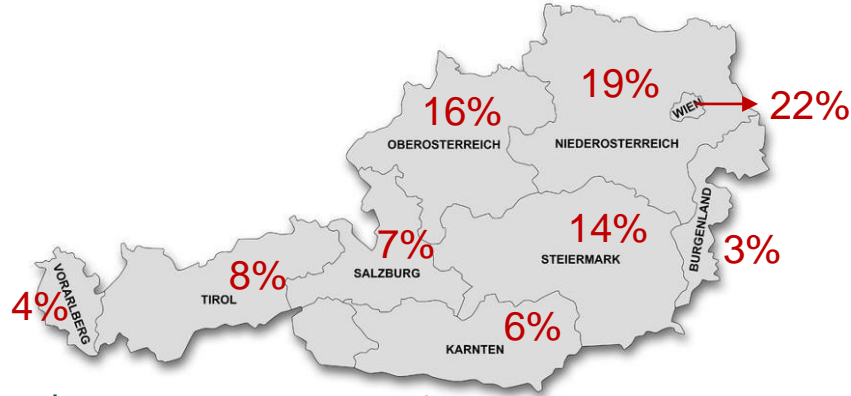 19%
16%
WIEN
22%
OBEROSTERREICH
NIEDEROSTERREICH
BURGENLAND
14%
7%
3%
STEIERMARK
8%
SALZBURG
VORARLBERG
4%
TIROL
6%
KARNTEN